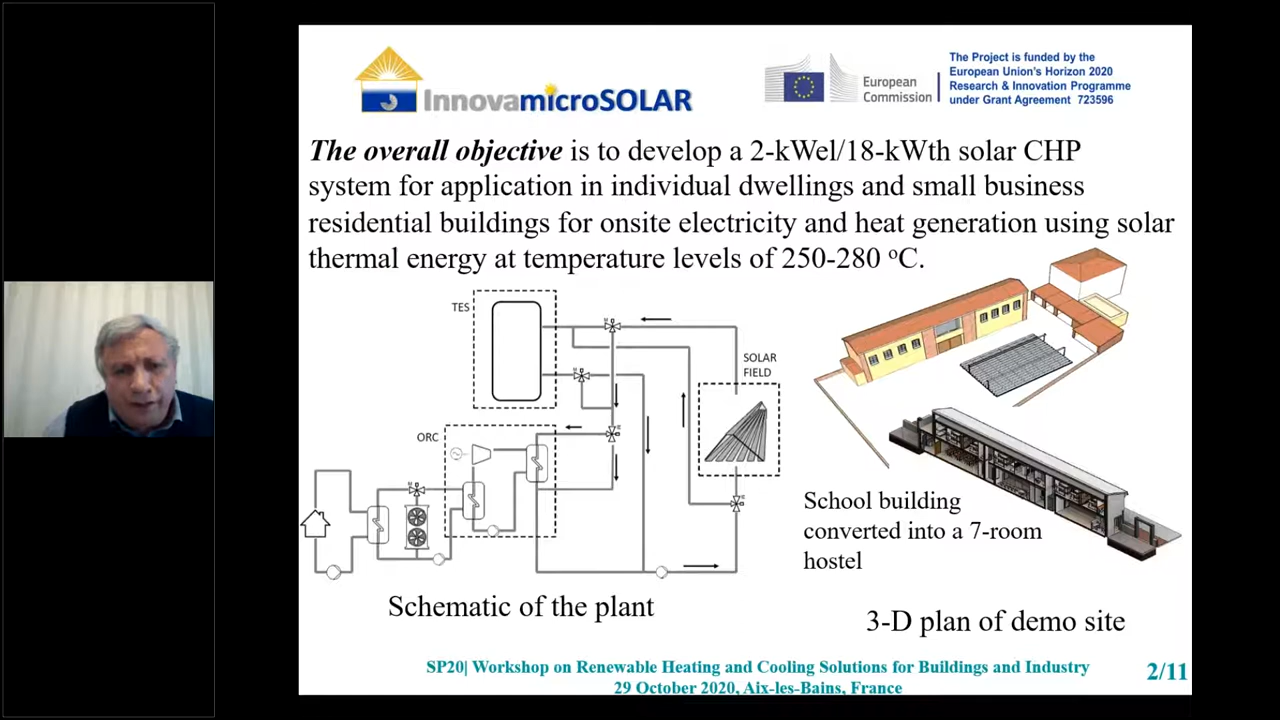 InnovamicroSOLAR
European
Commission
The Project is funded by the
European Union's Horizon 2020
Research & Innovation Programme
under Grant Agreement 723596
The overall objective is to develop a 2-kWel/18-kWth solar CHP
system for application in individual dwellings and small business
residential buildings for onsite electricity and heat generation using solar
thermal energy at temperature levels of 250-280 ºC.
TES
SOLAR
FIELD
ORC
School building
converted into a 7-room
hostel
Schematic of the plant
3-D plan of demo site
SP20| Workshop on Renewable Heating and Cooling Solutions for Buildings and Industry
29 October 2020, Aix-les-Bains, France
2/11